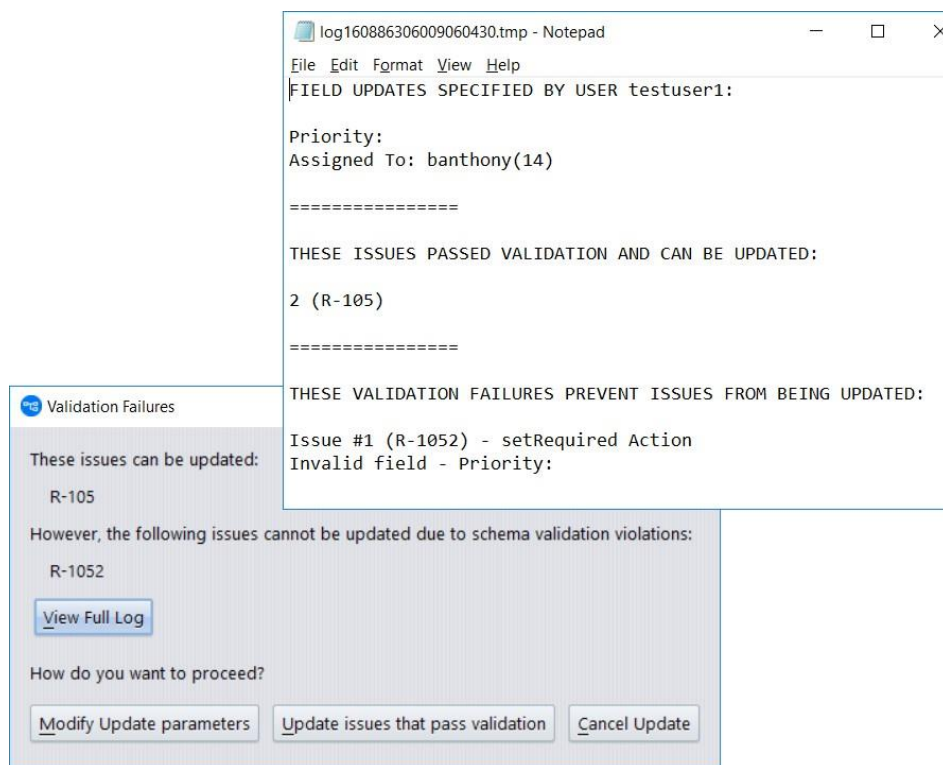 log160886306009060430.tmp - Notepad
File Edit Format View Help
FIELD UPDATES SPECIFIED BY USER testuser1:
Priority:
Assigned To: banthony(14)
================
THESE ISSUES PASSED VALIDATION AND CAN BE UPDATED:
2 (R-105)
================
THESE VALIDATION FAILURES PREVENT ISSUES FROM BEING UPDATED:
Issue #1 (R-1052) - setRequired Action
Invalid field - Priority:
Validation Failures
These issues can be updated:
R-105
However, the following issues cannot be updated due to schema validation violations:
R-1052
View Full Log
How do you want to proceed?
Modify Update parameters Update issues that pass validation Cancel Update